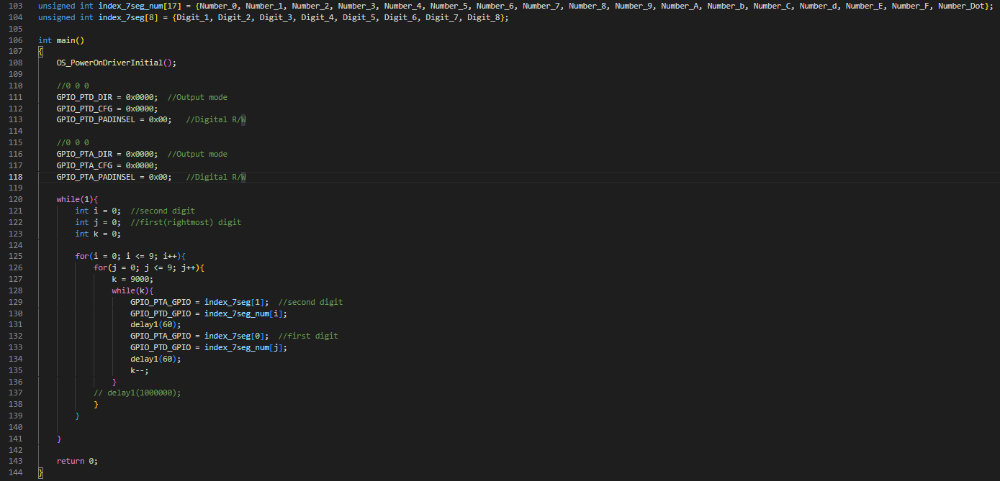 103 unsigned int index_7seg_num[17] = {Number_0, Number_1, Number_2, Number_3, Number_4, Number_5, Number_6, Number_7, Number_8, Number_9, Number_A, Number_b, Number_C, Number_d, Number_E, Number_F, Number_Dot};
104 unsigned int index_7seg[8] = {Digit_1, Digit_2, Digit_3, Digit_4, Digit_5, Digit_6, Digit_7, Digit_8};
105
106 int main()
107 {
108     OS_PowerOnDriverInitial();
109
110     //0 0 0
111     GPIO_PTD_DIR = 0x0000;  //Output mode
112     GPIO_PTD_CFG = 0x0000;
113     GPIO_PTD_PADINSEL = 0x00;   //Digital R/W
114
115     //0 0 0
116     GPIO_PTA_DIR = 0x0000;  //Output mode
117     GPIO_PTA_CFG = 0x0000;
118     GPIO_PTA_PADINSEL = 0x00;   //Digital R/W
119
120     while(1){
121         int i = 0;  //second digit
122         int j = 0;  //first(rightmost) digit
123         int k = 0;
124
125         for(i = 0; i <= 9; i++){
126             for(j = 0; j <= 9; j++){
127                 k = 9000;
128                 while(k){
129                     GPIO_PTA_GPIO = index_7seg[1];  //second digit
130                     GPIO_PTD_GPIO = index_7seg_num[i];
131                     delay1(60);
132                     GPIO_PTA_GPIO = index_7seg[0];  //first digit
133                     GPIO_PTD_GPIO = index_7seg_num[j];
134                     delay1(60);
135                     k--;
136                 }
137             // delay1(1000000);
138             }
139         }
140
141     }
142
143     return 0;
144 }